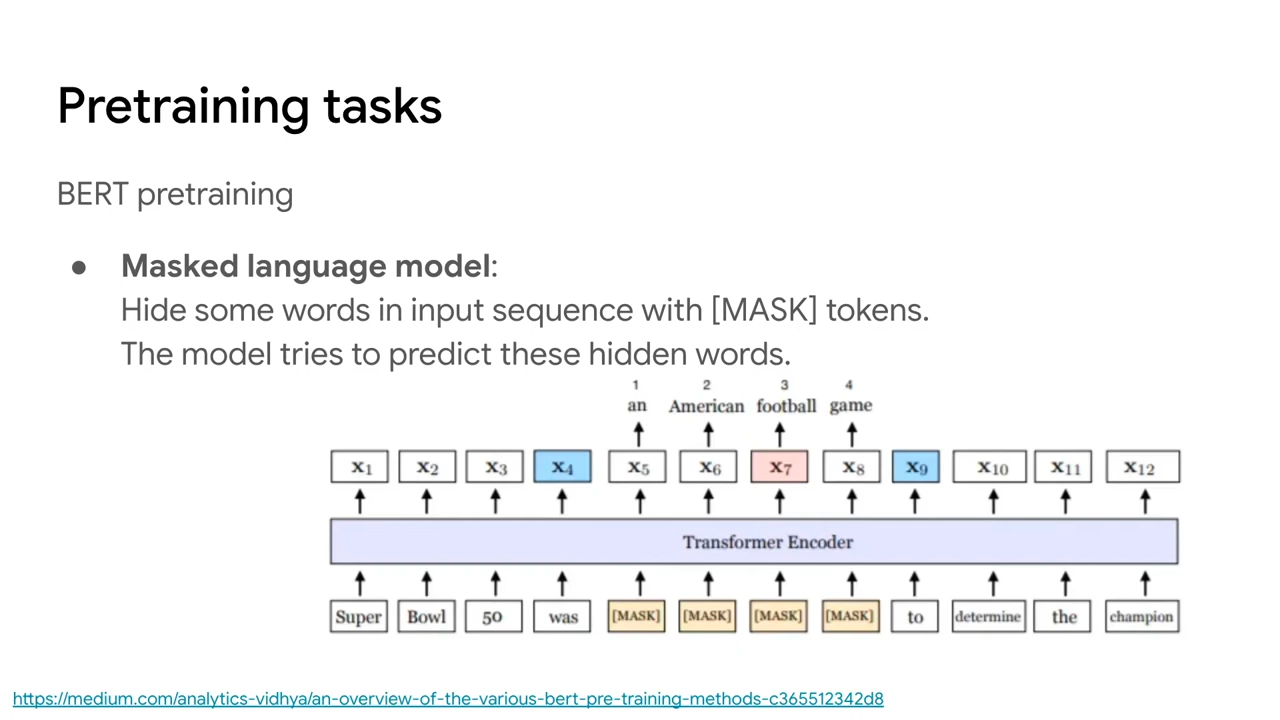 Pretraining tasks
BERT pretraining
● Masked language model:
Hide some words in input sequence with [MASK] tokens.
The model tries to predict these hidden words.
1 2 3 4
an American football game
x₁ x₂ x₃ x₄ x₅ x₆ x₇ x₈ x₉ x₁₀ x₁₁ x₁₂
Transformer Encoder
Super Bowl 50 was [MASK] [MASK] [MASK] [MASK] to determine the champion
https://medium.com/analytics-vidhya/an-overview-of-the-various-bert-pre-training-methods-c365512342d8